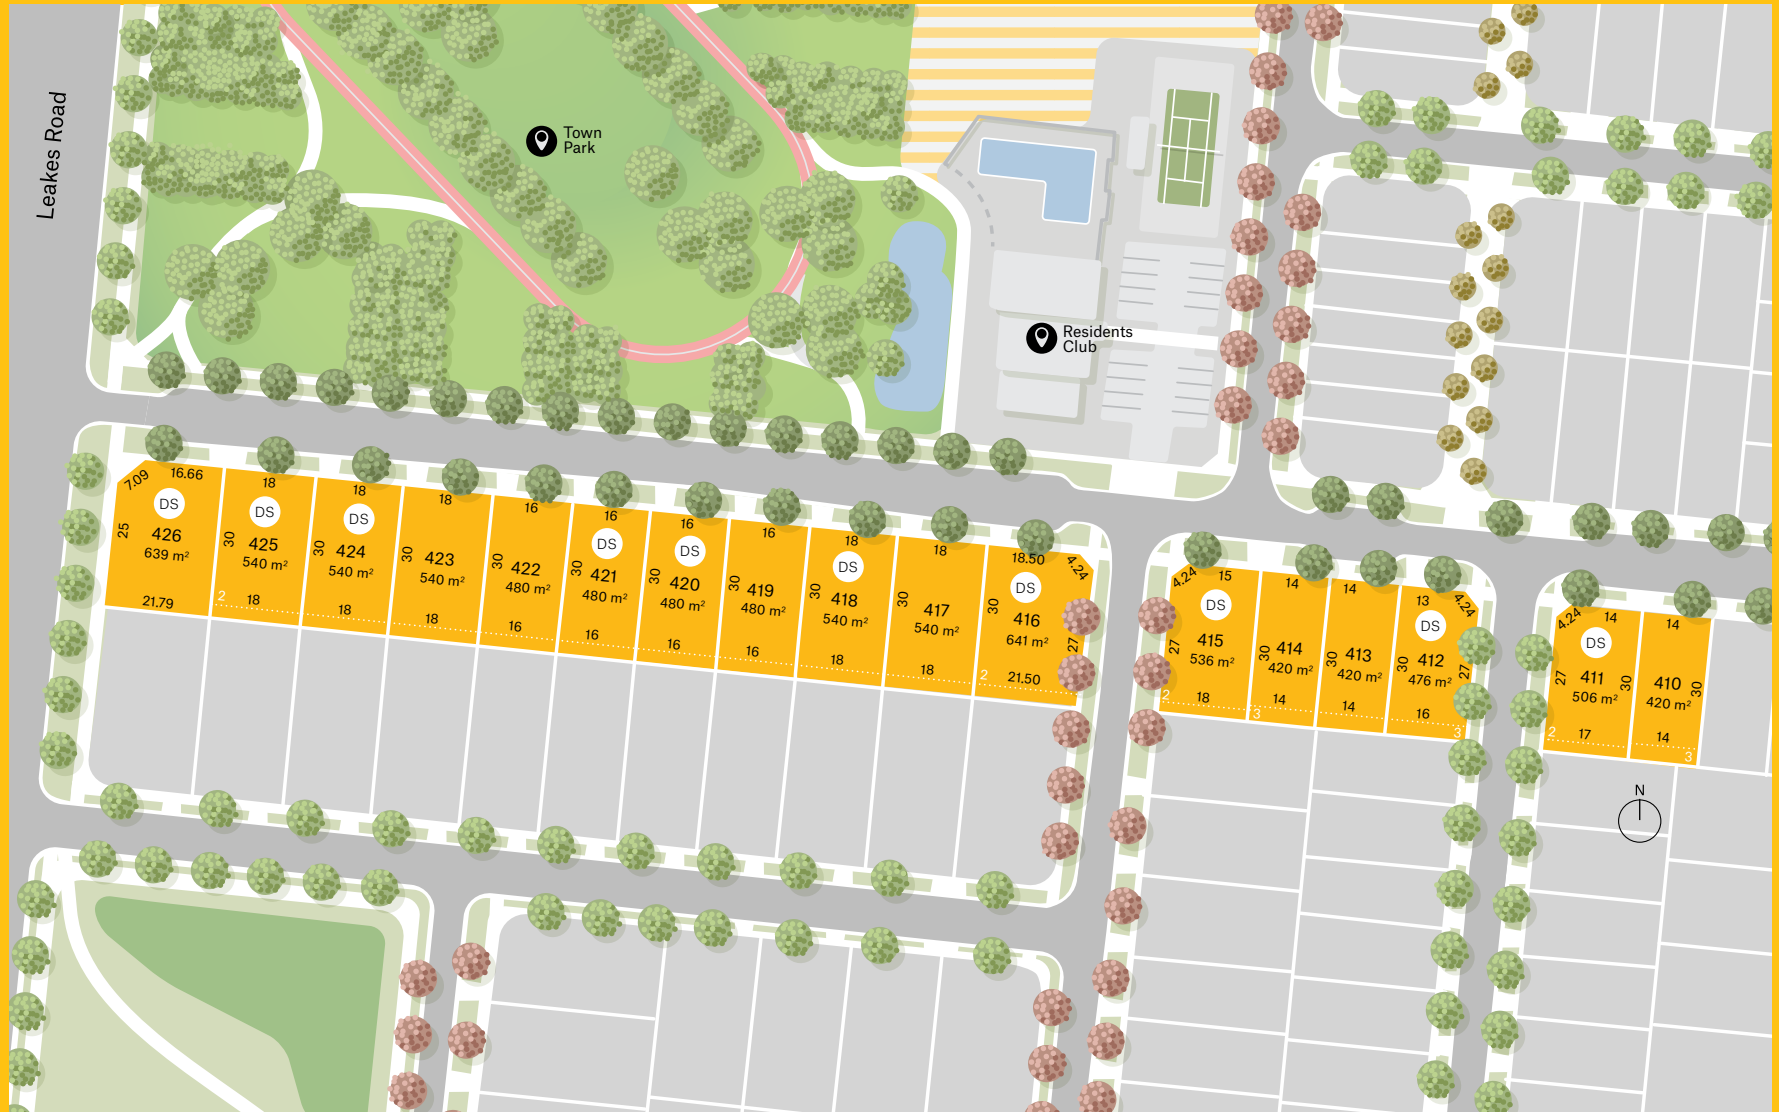 Leakes Road
Town
Park
Residents
Club
7.09
16.66
DS
25
426
639 m²
21.79
18
DS
30
425
540 m²
2
18
18
DS
30
424
540 m²
18
18
30
423
540 m²
18
16
30
422
480 m²
16
16
DS
30
421
480 m²
16
16
DS
30
420
480 m²
16
16
30
419
480 m²
16
18
DS
30
418
540 m²
18
18
30
417
540 m²
18
18.50
4.24
DS
30
416
641 m²
27
2
21.50
4.24
15
DS
27
415
536 m²
2
18
14
30
414
420 m²
14
3
14
30
413
420 m²
14
13
4.24
DS
30
412
476 m²
27
16
3
4.24
14
DS
27
411
506 m²
30
2
17
14
410
420 m²
30
14
3
N